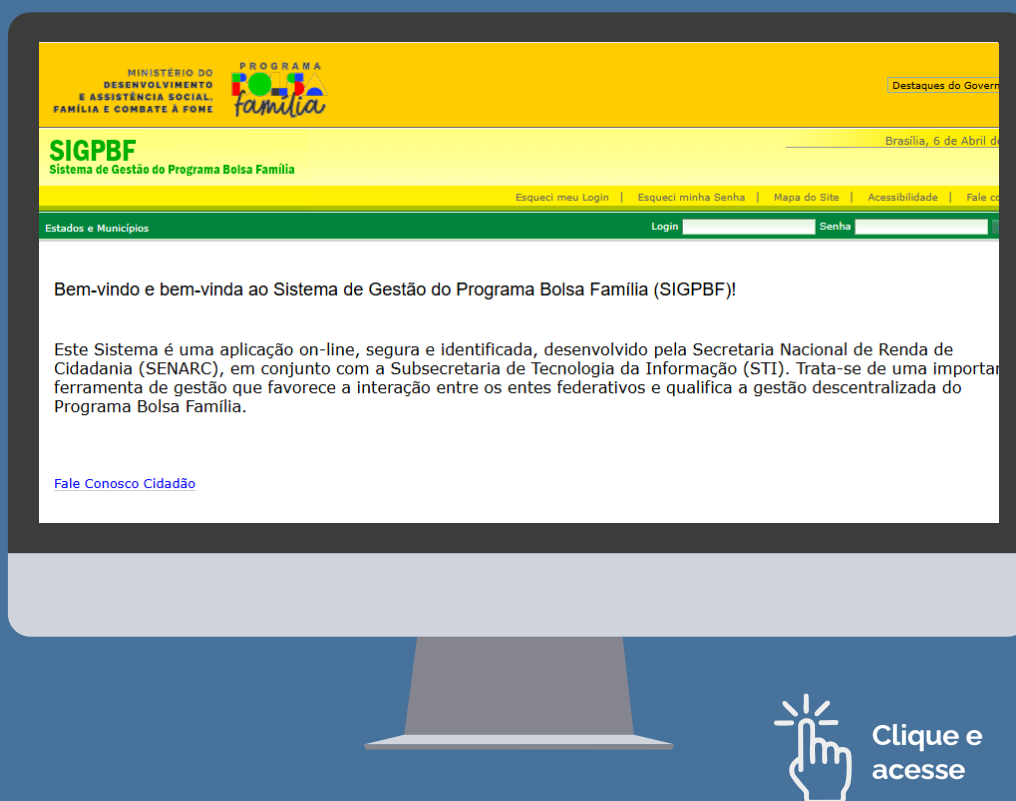 MINISTÉRIO DO
DESENVOLVIMENTO
E ASSISTÊNCIA SOCIAL,
FAMÍLIA E COMBATE À FOME
PROGRAMA
BOLSA
família
Destaques do Govern
SIGPBF
Sistema de Gestão do Programa Bolsa Família
Brasília, 6 de Abril de
Esqueci meu Login | Esqueci minha Senha | Mapa do Site | Acessibilidade | Fale co
Estados e Municípios Login Senha
Bem-vindo e bem-vinda ao Sistema de Gestão do Programa Bolsa Família (SIGPBF)!
Este Sistema é uma aplicação on-line, segura e identificada, desenvolvido pela Secretaria Nacional de Renda de
Cidadania (SENARC), em conjunto com a Subsecretaria de Tecnologia da Informação (STI). Trata-se de uma importan
ferramenta de gestão que favorece a interação entre os entes federativos e qualifica a gestão descentralizada do
Programa Bolsa Família.
Fale Conosco Cidadão
Clique e
acesse